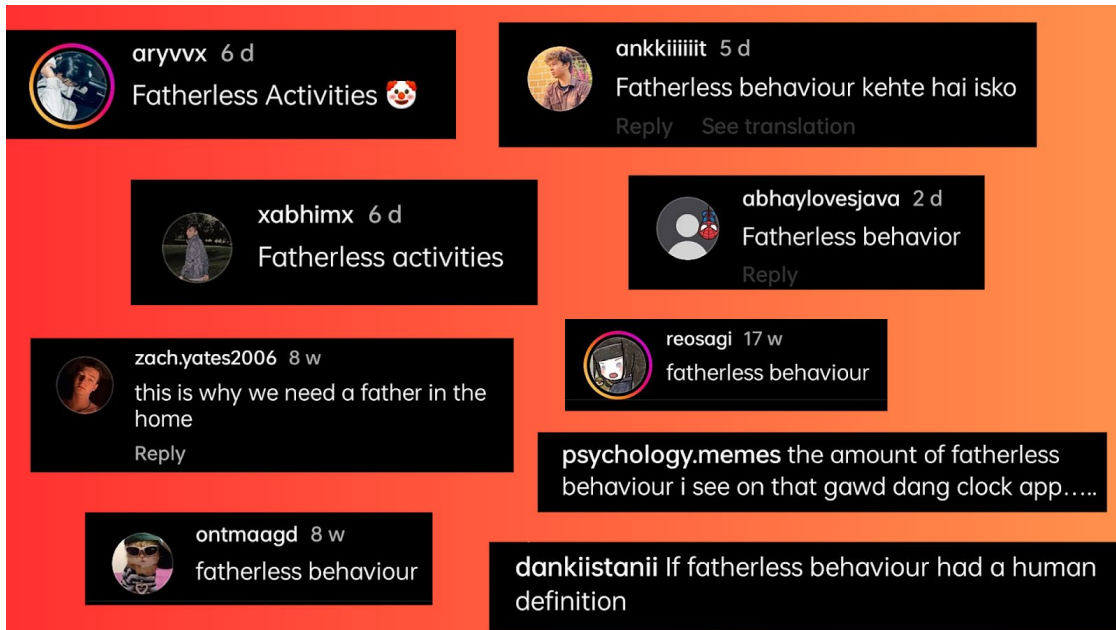 aryvvx 6 d
Fatherless Activities 🤡
ankkiiiiiit 5 d
Fatherless behaviour kehte hai isko
Reply See translation
xabhimx 6 d
Fatherless activities
abhaylovesjava 2 d
Fatherless behavior
Reply
zach.yates2006 8 w
this is why we need a father in the
home
Reply
reosagi 17 w
fatherless behaviour
psychology.memes the amount of fatherless
behaviour i see on that gawd dang clock app.....
ontmaagd 8 w
fatherless behaviour
dankiistanii If fatherless behaviour had a human
definition